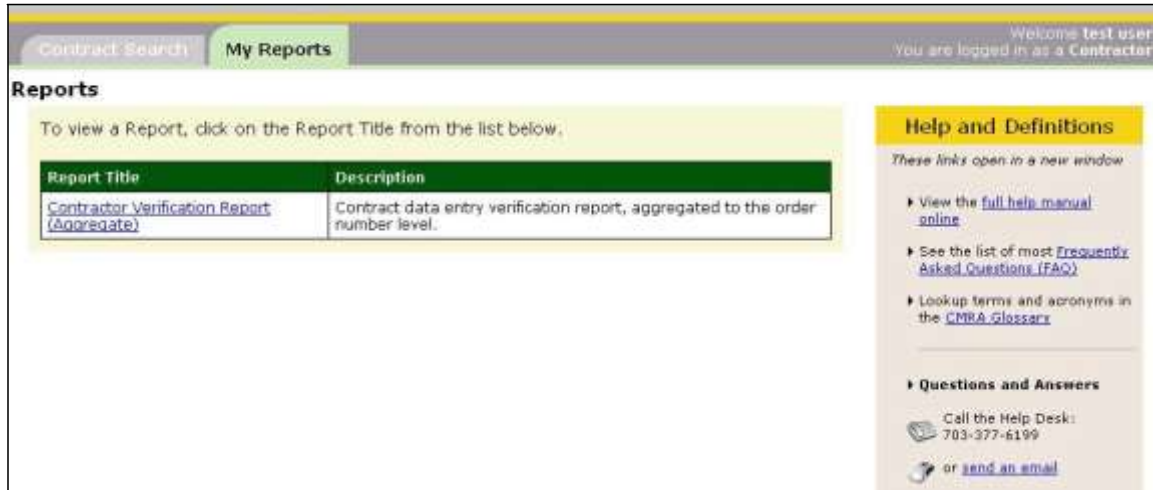 Contract Search
My Reports
Welcome test user
You are logged in as a Contractor
Reports
To view a Report, click on the Report Title from the list below.
Report Title
Description
Contractor Verification Report
(Aggregate)
Contract data entry verification report, aggregated to the order
number level.
Help and Definitions
These links open in a new window
View the full help manual
online
See the list of most Frequently
Asked Questions (FAQ)
Lookup terms and acronyms in
the CMRA Glossary
Questions and Answers
Call the Help Desk:
703-377-6199
or send an email